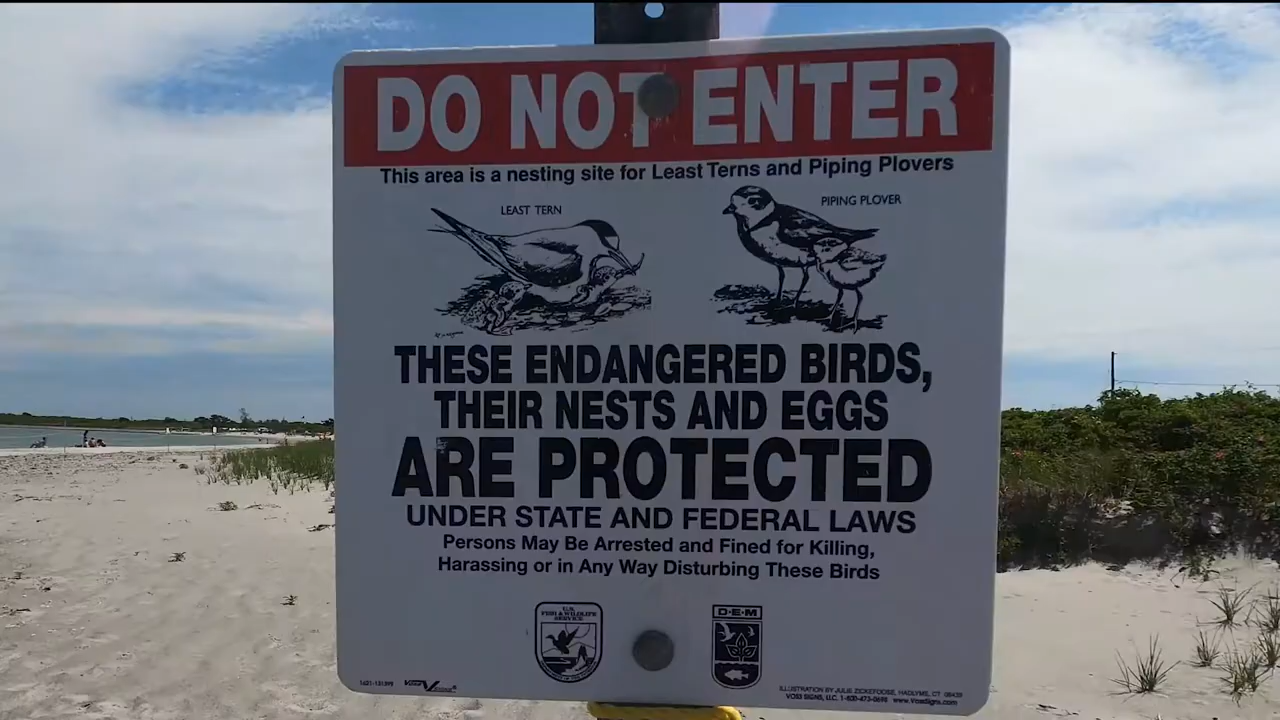 DO NOT ENTER
This area is a nesting site for Least Terns and Piping Plovers
LEAST TERN
PIPING PLOVER
THESE ENDANGERED BIRDS,
THEIR NESTS AND EGGS
ARE PROTECTED
UNDER STATE AND FEDERAL LAWS
Persons May Be Arrested and Fined for Killing,
Harassing or in Any Way Disturbing These Birds
U.S.
FISH & WILDLIFE
SERVICE
D·E·M
ILLUSTRATION BY JULIE ZICKEFOOSE, HADLYME, CT 06439
VOSS SIGNS, LLC. 1-800-473-0698 www.VossSigns.com